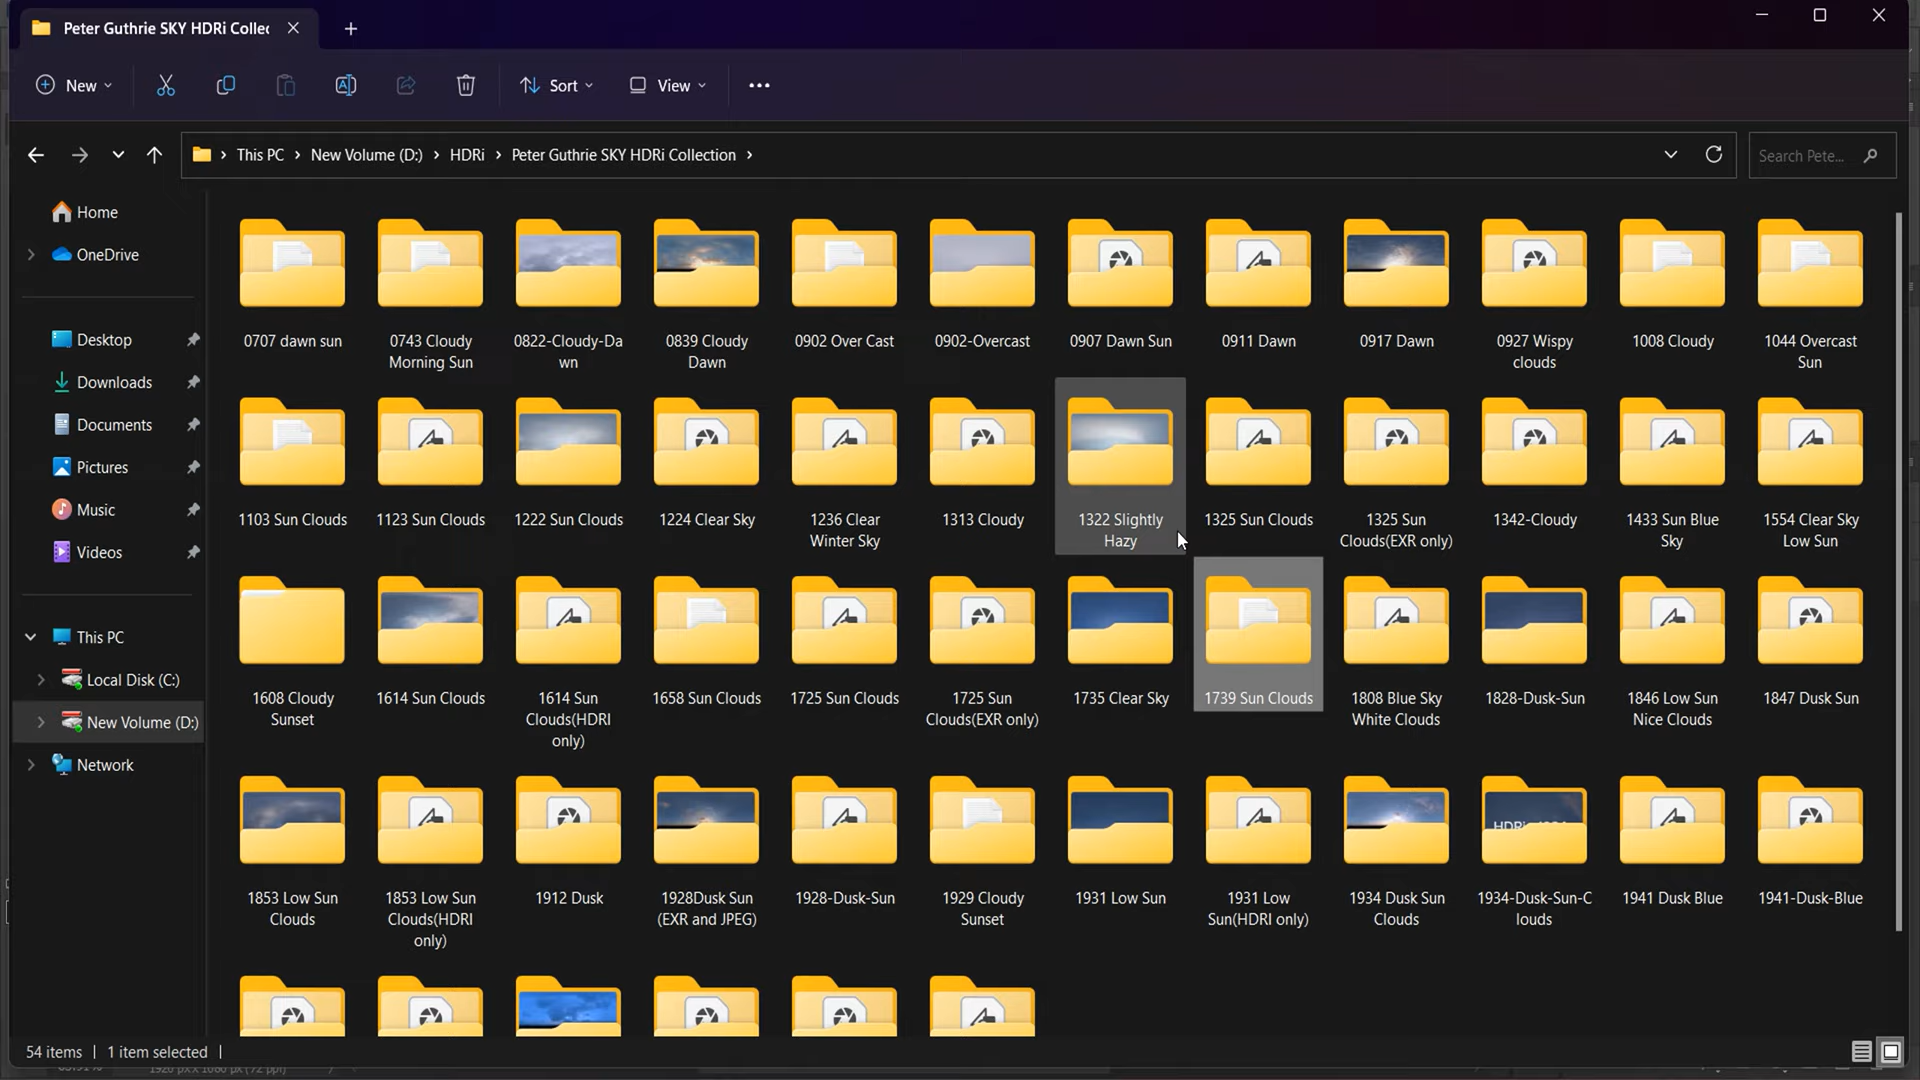 Peter Guthrie SKY HDRi Collec
New
Sort
View
This PC > New Volume (D:) > HDRi > Peter Guthrie SKY HDRi Collection >
Search Pete...
Home
OneDrive
Desktop
Downloads
Documents
Pictures
Music
Videos
This PC
Local Disk (C:)
New Volume (D:)
Network
0707 dawn sun
0743 Cloudy
Morning Sun
0822-Cloudy-Da
wn
0839 Cloudy
Dawn
0902 Over Cast
0902-Overcast
0907 Dawn Sun
0911 Dawn
0917 Dawn
0927 Wispy
clouds
1008 Cloudy
1044 Overcast
Sun
1103 Sun Clouds
1123 Sun Clouds
1222 Sun Clouds
1224 Clear Sky
1236 Clear
Winter Sky
1313 Cloudy
1322 Slightly
Hazy
1325 Sun Clouds
1325 Sun
Clouds(EXR only)
1342-Cloudy
1433 Sun Blue
Sky
1554 Clear Sky
Low Sun
1608 Cloudy
Sunset
1614 Sun Clouds
1614 Sun
Clouds(HDRI
only)
1658 Sun Clouds
1725 Sun Clouds
1725 Sun
Clouds(EXR only)
1735 Clear Sky
1739 Sun Clouds
1808 Blue Sky
White Clouds
1828-Dusk-Sun
1846 Low Sun
Nice Clouds
1847 Dusk Sun
1853 Low Sun
Clouds
1853 Low Sun
Clouds(HDRI
only)
1912 Dusk
1928Dusk Sun
(EXR and JPEG)
1928-Dusk-Sun
1929 Cloudy
Sunset
1931 Low Sun
1931 Low
Sun(HDRI only)
1934 Dusk Sun
Clouds
1934-Dusk-Sun-C
louds
1941 Dusk Blue
1941-Dusk-Blue
54 items | 1 item selected |